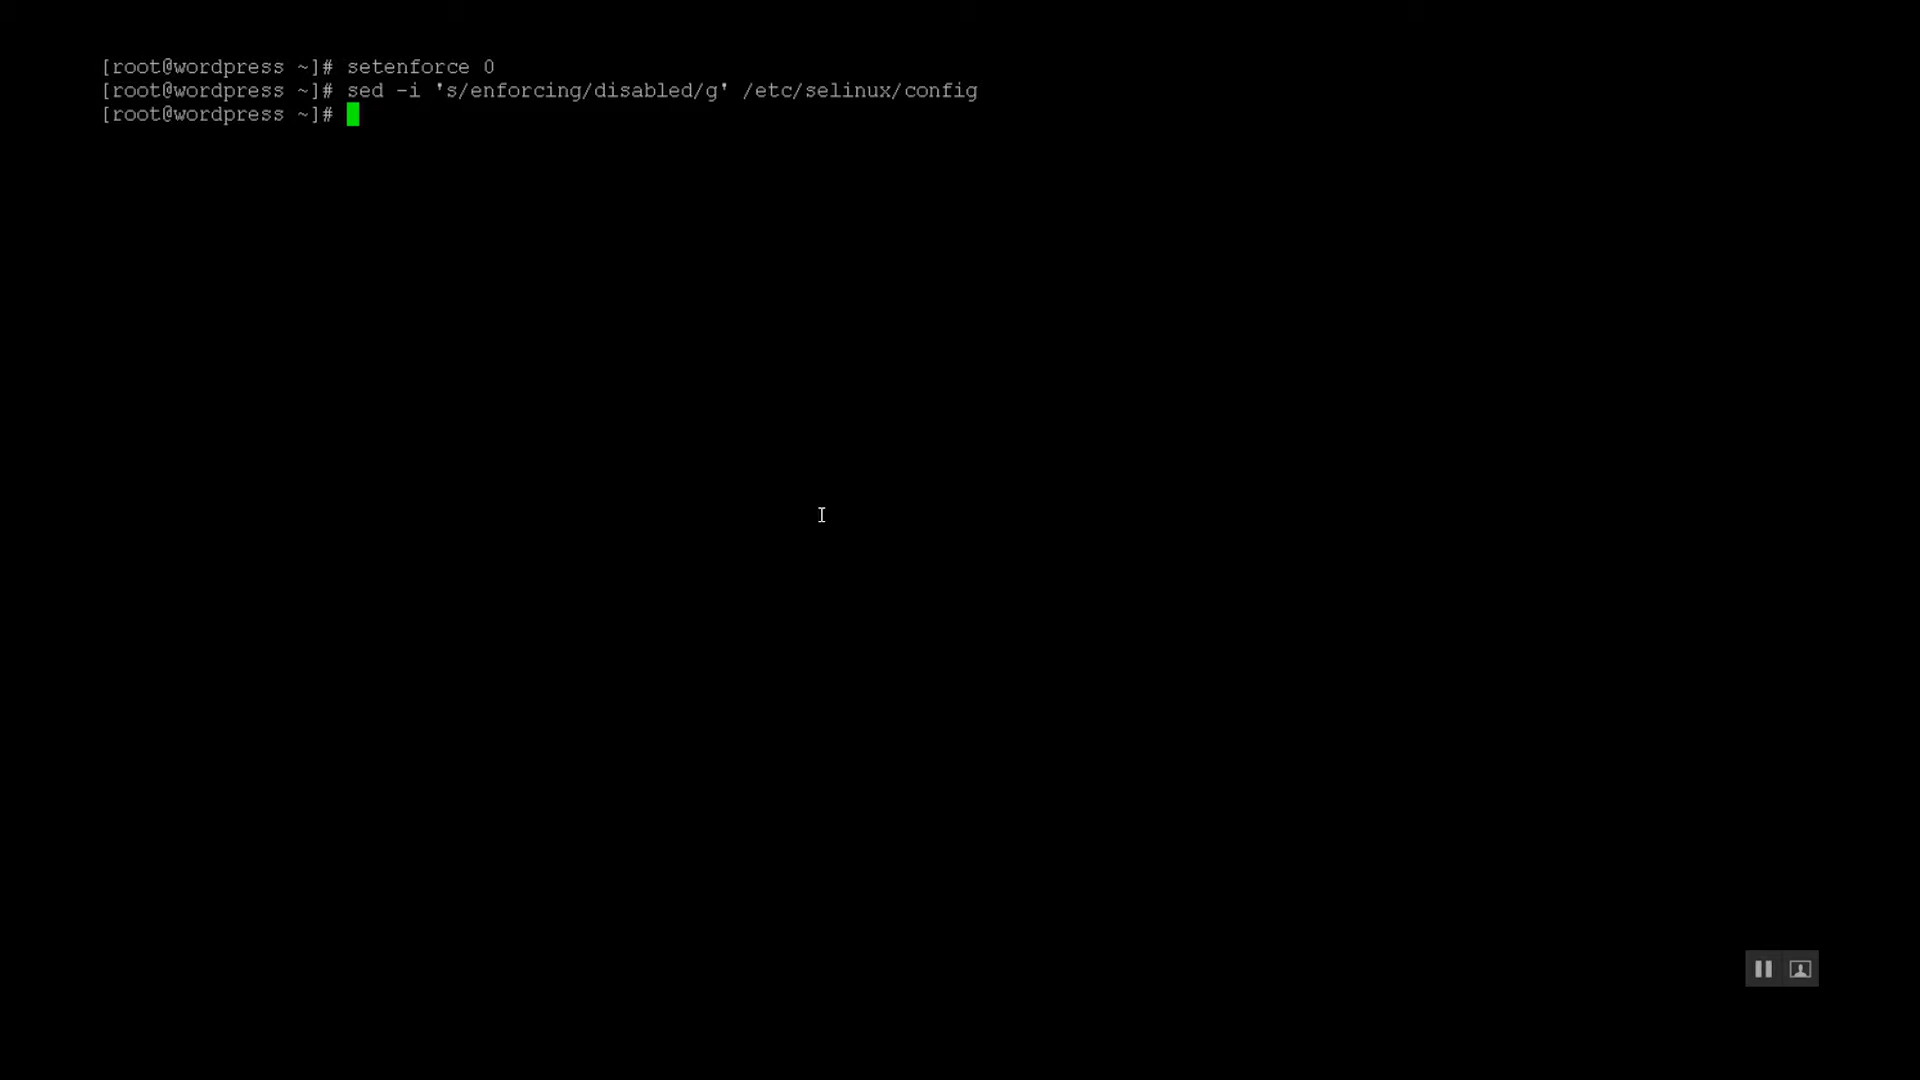 [root@wordpress ~]# setenforce 0
[root@wordpress ~]# sed -i 's/enforcing/disabled/g' /etc/selinux/config
[root@wordpress ~]#